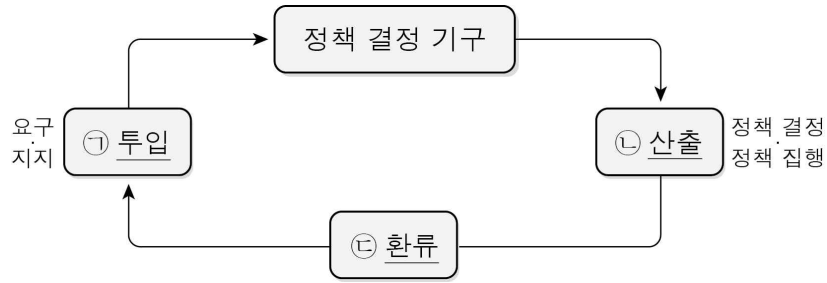 정책 결정 기구
요구
·
지지
㉠ 투입
㉡ 산출
정책 결정
·
정책 집행
㉢ 환류